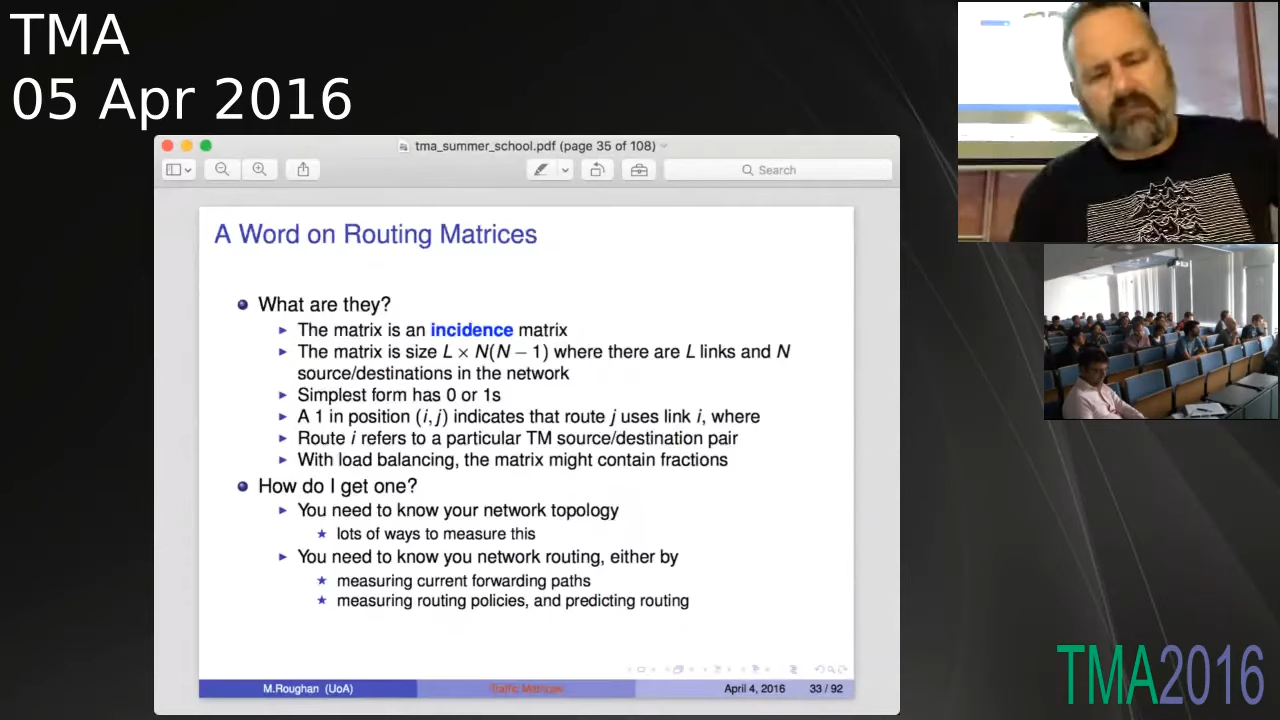 TMA
05 Apr 2016
tma_summer_school.pdf (page 35 of 108)
Search
A Word on Routing Matrices
What are they?
The matrix is an incidence matrix
The matrix is size L × N(N − 1) where there are L links and N
source/destinations in the network
Simplest form has 0 or 1s
A 1 in position (i, j) indicates that route j uses link i, where
Route i refers to a particular TM source/destination pair
With load balancing, the matrix might contain fractions
How do I get one?
You need to know your network topology
lots of ways to measure this
You need to know you network routing, either by
measuring current forwarding paths
measuring routing policies, and predicting routing
M.Roughan (UoA)
Traffic Matrices
April 4, 2016
33 / 92
TMA2016